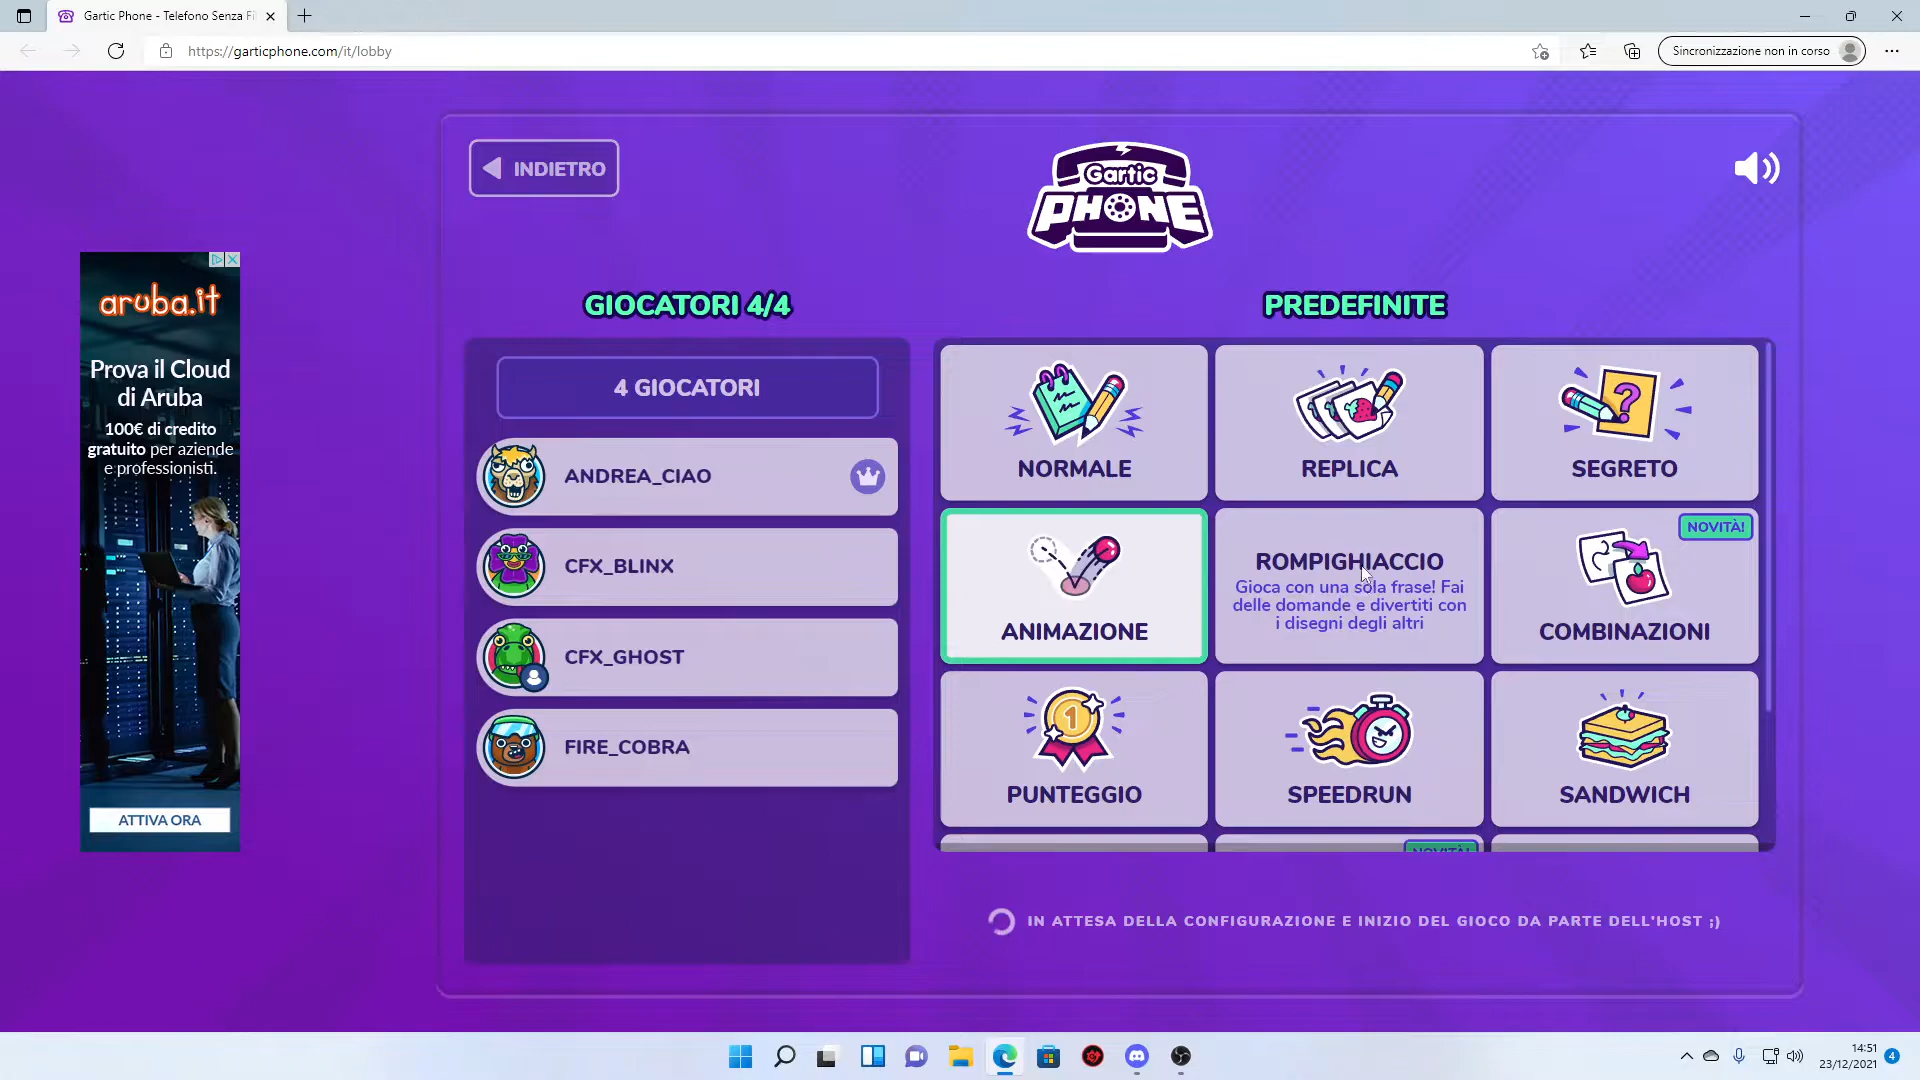 Gartic Phone - Telefono Senza Fi
https://garticphone.com/it/lobby
Sincronizzazione non in corso
INDIETRO
Gartic
PHONE
GIOCATORI 4/4
PREDEFINITE
aruba.it
Prova il Cloud
di Aruba
100€ di credito
gratuito per aziende
e professionisti.
ATTIVA ORA
4 GIOCATORI
ANDREA_CIAO
CFX_BLINX
CFX_GHOST
FIRE_COBRA
NORMALE
REPLICA
SEGRETO
ANIMAZIONE
ROMPIGHIACCIO
Gioca con una sola frase! Fai
delle domande e divertiti con
i disegni degli altri
NOVITÀ!
COMBINAZIONI
1
PUNTEGGIO
SPEEDRUN
SANDWICH
NOVITÀ!
IN ATTESA DELLA CONFIGURAZIONE E INIZIO DEL GIOCO DA PARTE DELL'HOST ;)
14:51
23/12/2021
4